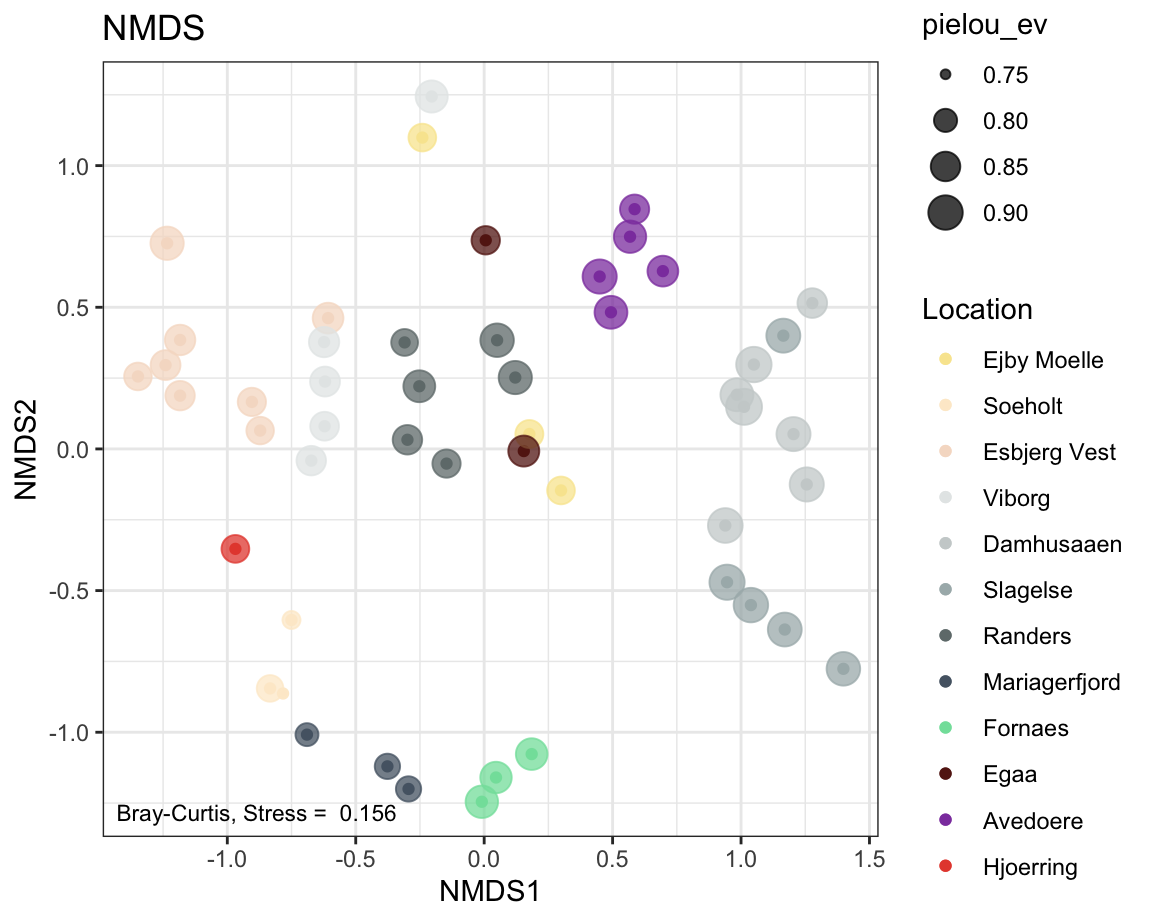 NMDS
1.0
0.5
0.0
-0.5
-1.0
NMDS2
Bray-Curtis, Stress = 0.156
-1.0 -0.5 0.0 0.5 1.0 1.5
NMDS1
pielou_ev
0.75
0.80
0.85
0.90
Location
Ejby Moelle
Soeholt
Esbjerg Vest
Viborg
Damhusaaen
Slagelse
Randers
Mariagerfjord
Fornaes
Egaa
Avedoere
Hjoerring